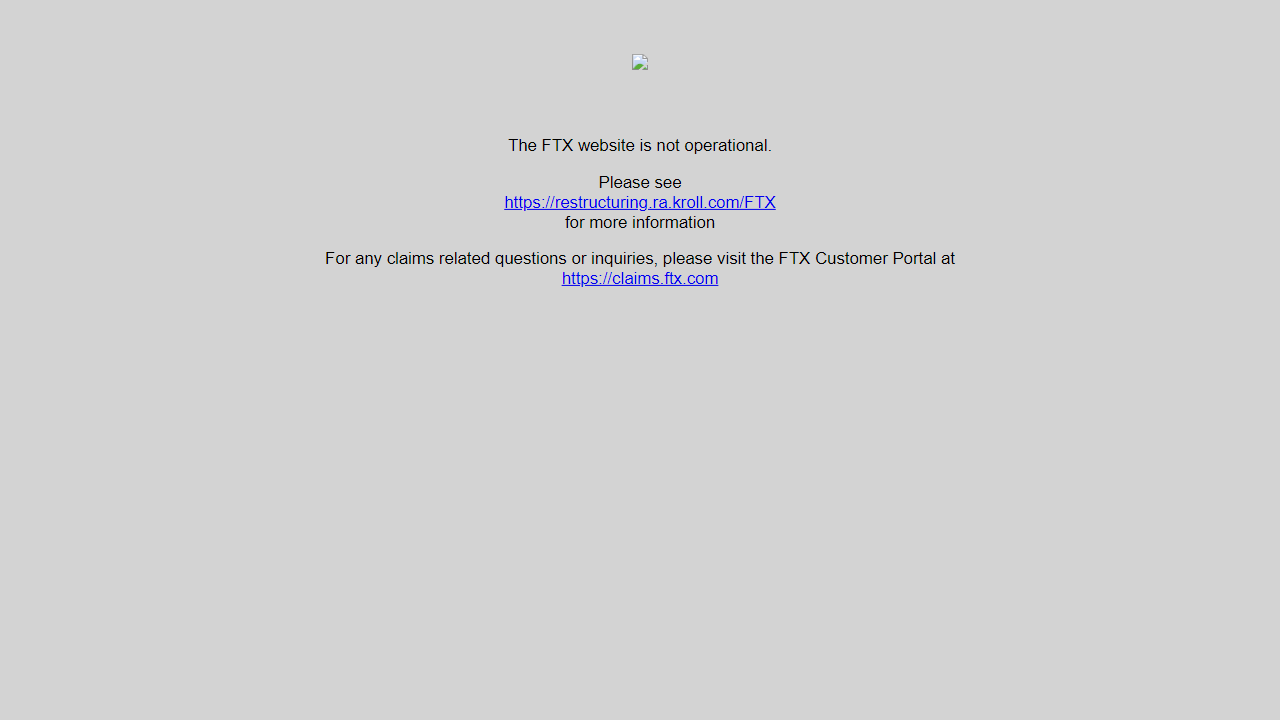 The FTX website is not operational.
Please see
https://restructuring.ra.kroll.com/FTX
for more information
For any claims related questions or inquiries, please visit the FTX Customer Portal at
https://claims.ftx.com